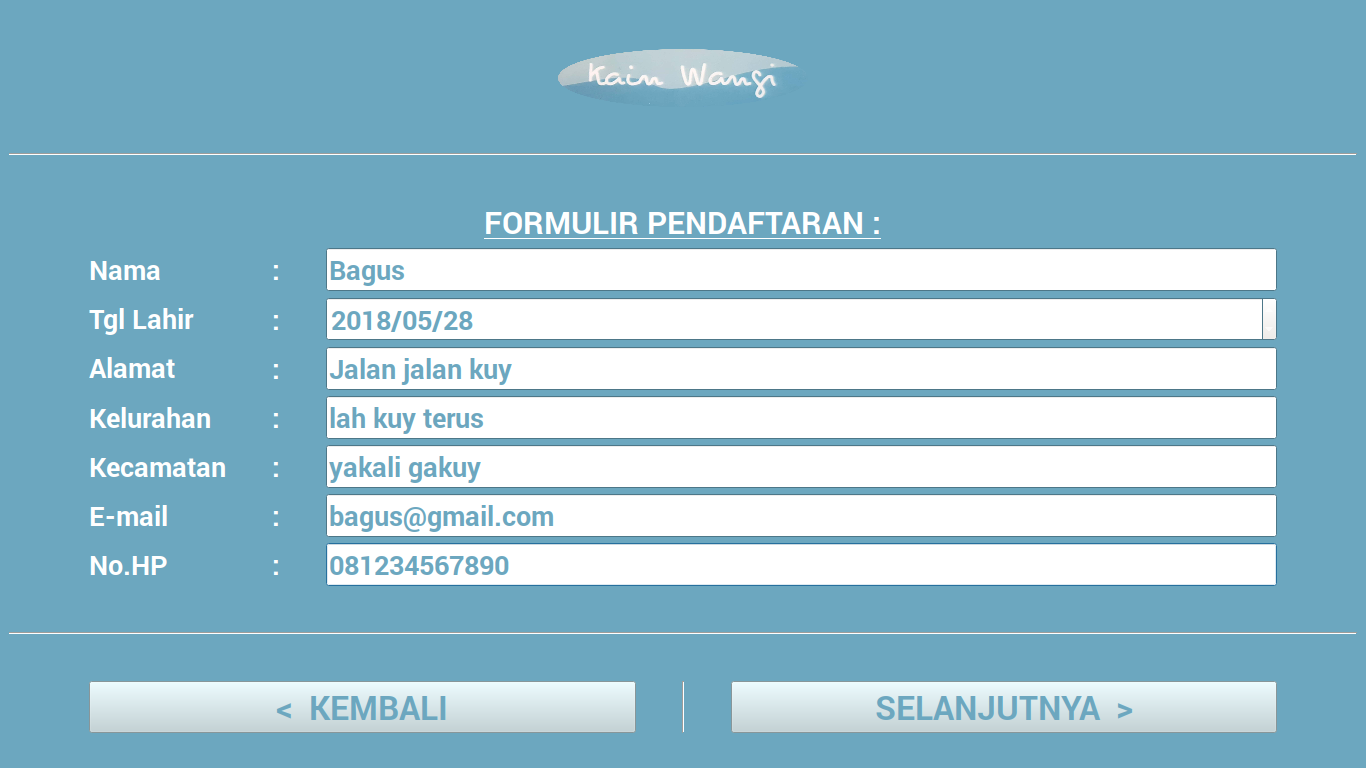 Kain Wangi
FORMULIR PENDAFTARAN :
Nama : Bagus
Tgl Lahir : 2018/05/28
Alamat : Jalan jalan kuy
Kelurahan : lah kuy terus
Kecamatan : yakali gakuy
E-mail : bagus@gmail.com
No.HP : 081234567890
< KEMBALI SELANJUTNYA >